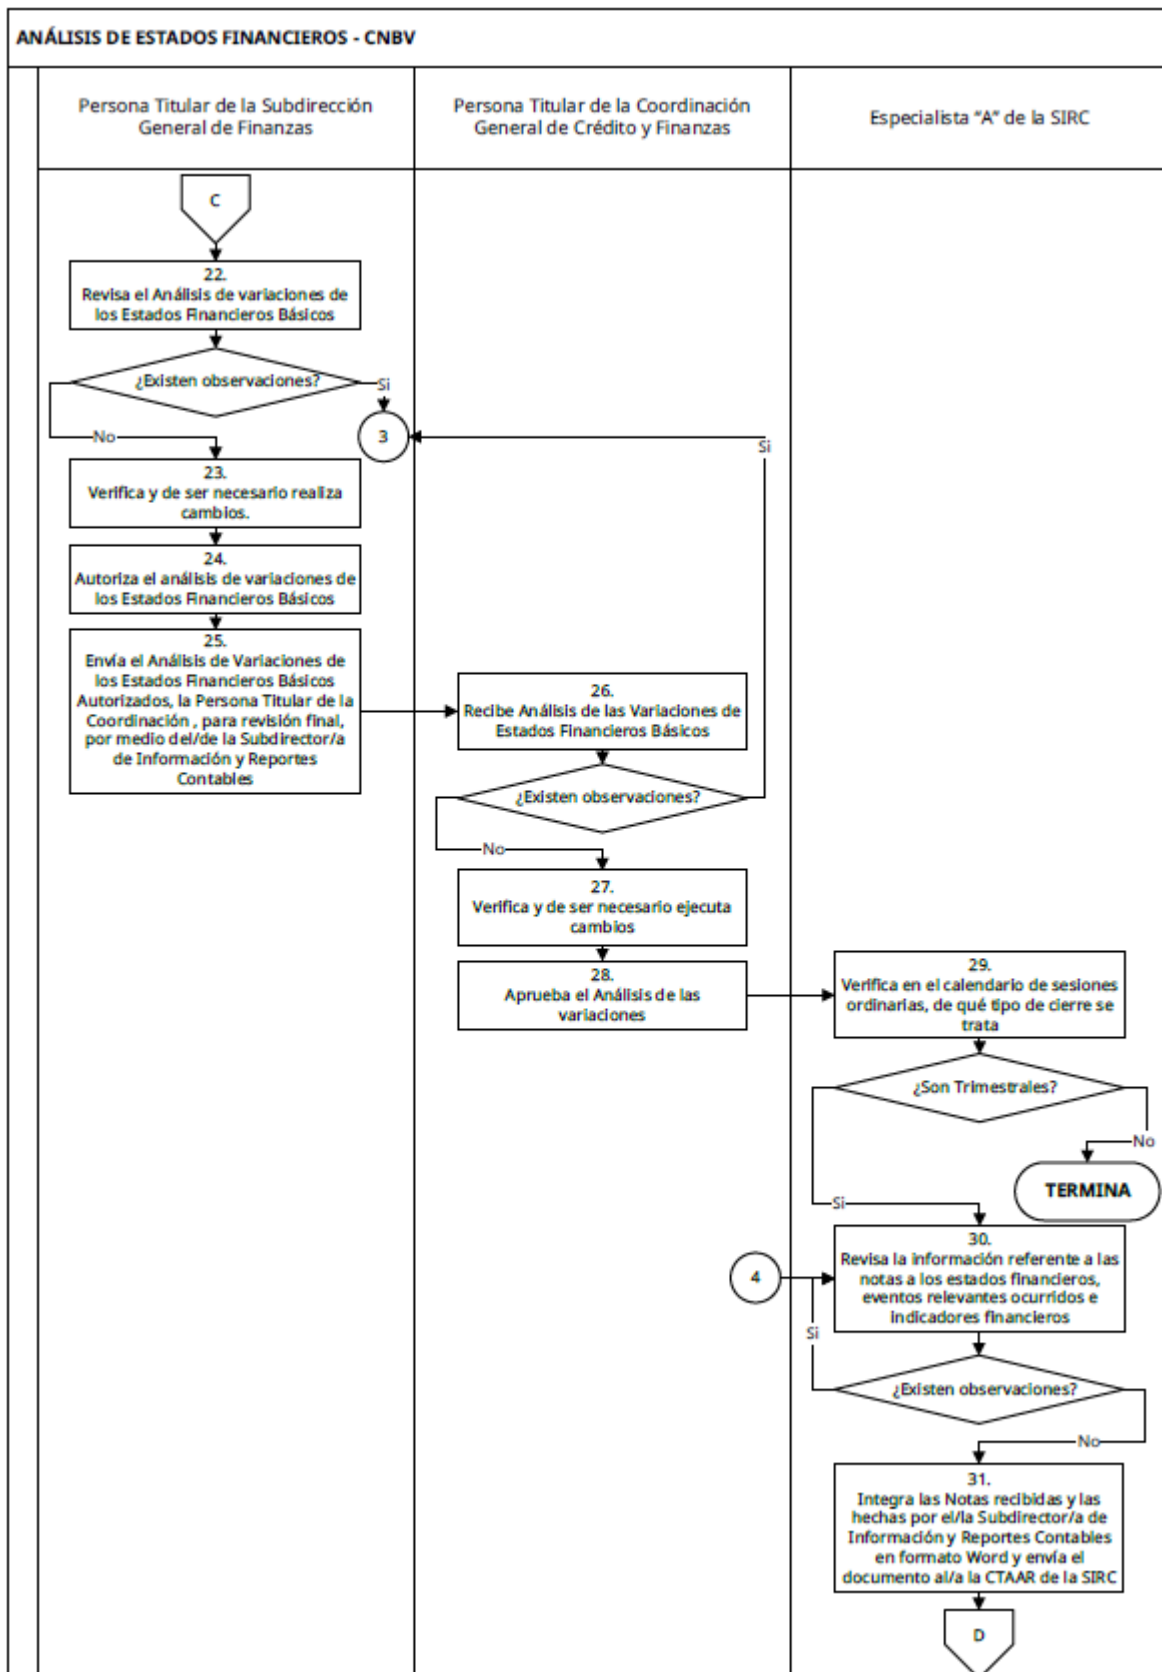 ANÁLISIS DE ESTADOS FINANCIEROS - CNBV
Persona Titular de la Subdirección
General de Finanzas
Persona Titular de la Coordinación
General de Crédito y Finanzas
Especialista “A” de la SIRC
C
22.
Revisa el Análisis de variaciones de
los Estados Financieros Básicos
¿Existen observaciones?
Si
No
3
Si
23.
Verifica y de ser necesario realiza
cambios.
24.
Autoriza el análisis de variaciones de
los Estados Financieros Básicos
25.
Envía el Análisis de Variaciones de
los Estados Financieros Básicos
Autorizados, la Persona Titular de la
Coordinación , para revisión final,
por medio del/de la Subdirector/a
de Información y Reportes
Contables
26.
Recibe Análisis de las Variaciones de
Estados Financieros Básicos
¿Existen observaciones?
No
27.
Verifica y de ser necesario ejecuta
cambios
28.
Aprueba el Análisis de las
variaciones
29.
Verifica en el calendario de sesiones
ordinarias, de qué tipo de cierre se
trata
¿Son Trimestrales?
No
TERMINA
Si
30.
Revisa la información referente a las
notas a los estados financieros,
eventos relevantes ocurridos e
indicadores financieros
4
Si
¿Existen observaciones?
No
31.
Integra las Notas recibidas y las
hechas por el/la Subdirector/a de
Información y Reportes Contables
en formato Word y envía el
documento al/a la CTAAR de la SIRC
D